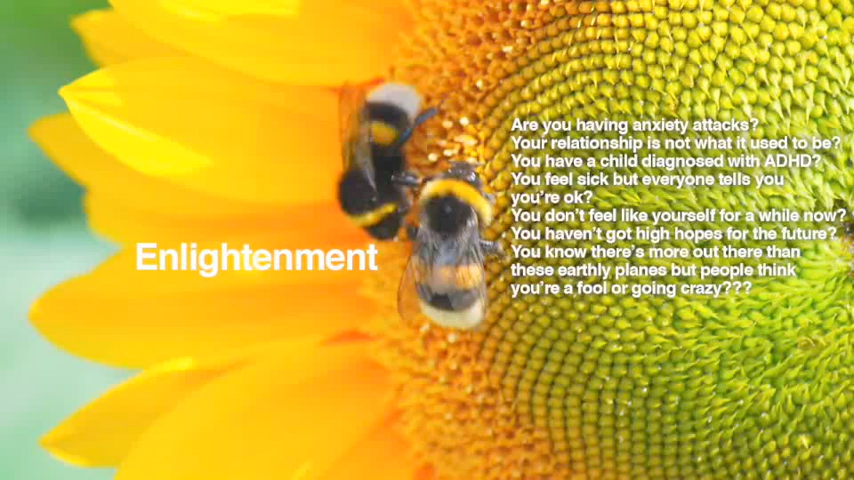 Enlightenment
Are you having anxiety attacks?
Your relationship is not what it used to be?
You have a child diagnosed with ADHD?
You feel sick but everyone tells you
you're ok?
You don't feel like yourself for a while now?
You haven't got high hopes for the future?
You know there's more out there than
these earthly planes but people think
you're a fool or going crazy???